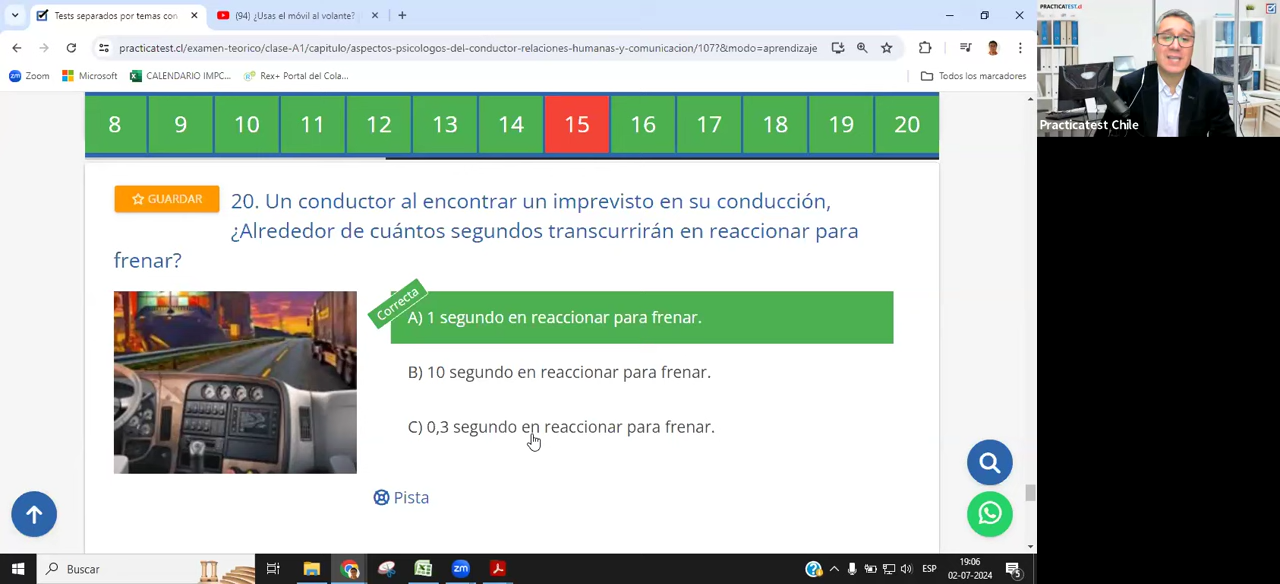 Tests separados por temas con
(94) ¿Usas el móvil al volante?
practicatest.cl/examen-teorico/clase-A1/capitulo/aspectos-psicologos-del-conductor-relaciones-humanas-y-comunicacion/107?&modo=aprendizaje
Zoom
Microsoft
CALENDARIO IMPC...
Rex+ Portal del Cola...
Todos los marcadores
PRACTICATEST.cl
Practicatest Chile
8 9 10 11 12 13 14 15 16 17 18 19 20
GUARDAR
20. Un conductor al encontrar un imprevisto en su conducción,
¿Alrededor de cuántos segundos transcurrirán en reaccionar para
frenar?
Correcta
A) 1 segundo en reaccionar para frenar.
B) 10 segundo en reaccionar para frenar.
C) 0,3 segundo en reaccionar para frenar.
Pista
Buscar
ESP
19:06
02-07-2024
5